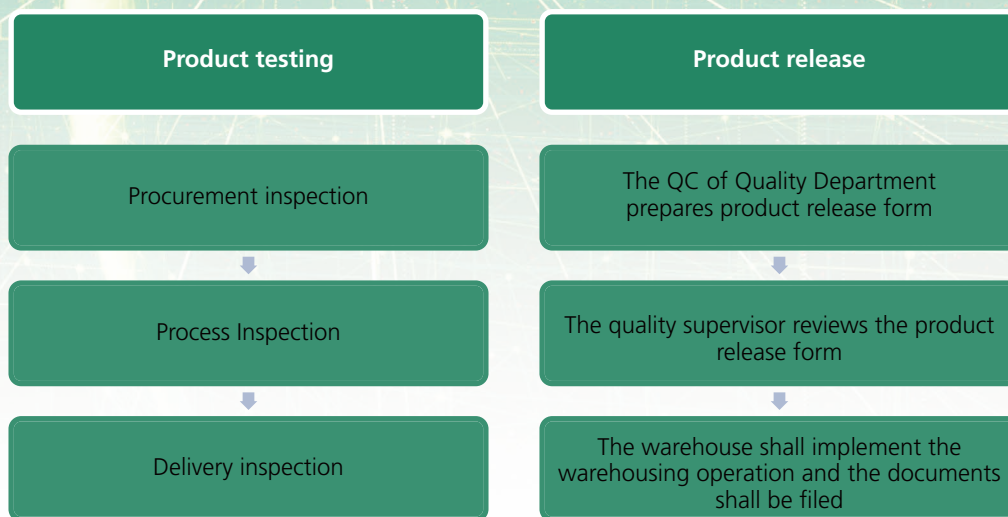 Product testing
Procurement inspection
Process Inspection
Delivery inspection
Product release
The QC of Quality Department
prepares product release form
The quality supervisor reviews the product
release form
The warehouse shall implement the
warehousing operation and the documents
shall be filed